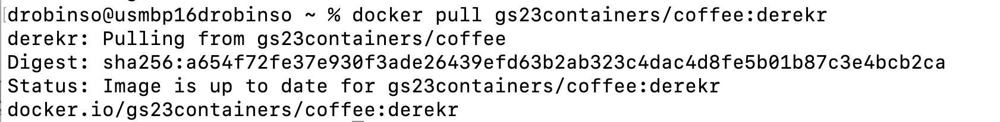 drobinso@usmbp16drobinso ~ % docker pull gs23containers/coffee:derekr
derekr: Pulling from gs23containers/coffee
Digest: sha256:a654f72fe37e930f3ade26439efd63b2ab323c4dac4d8fe5b01b87c3e4bcb2ca
Status: Image is up to date for gs23containers/coffee:derekr
docker.io/gs23containers/coffee:derekr